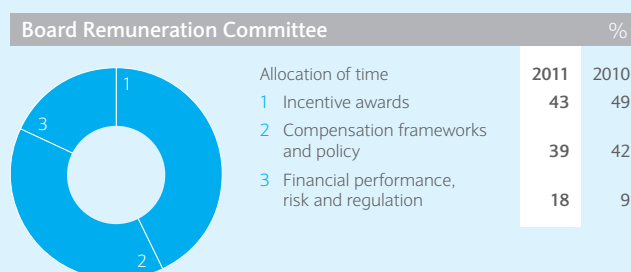 Board Remuneration Committee %
1
3
2
Allocation of time 2011 2010
1 Incentive awards 43 49
2 Compensation frameworks
and policy 39 42
3 Financial performance,
risk and regulation 18 9